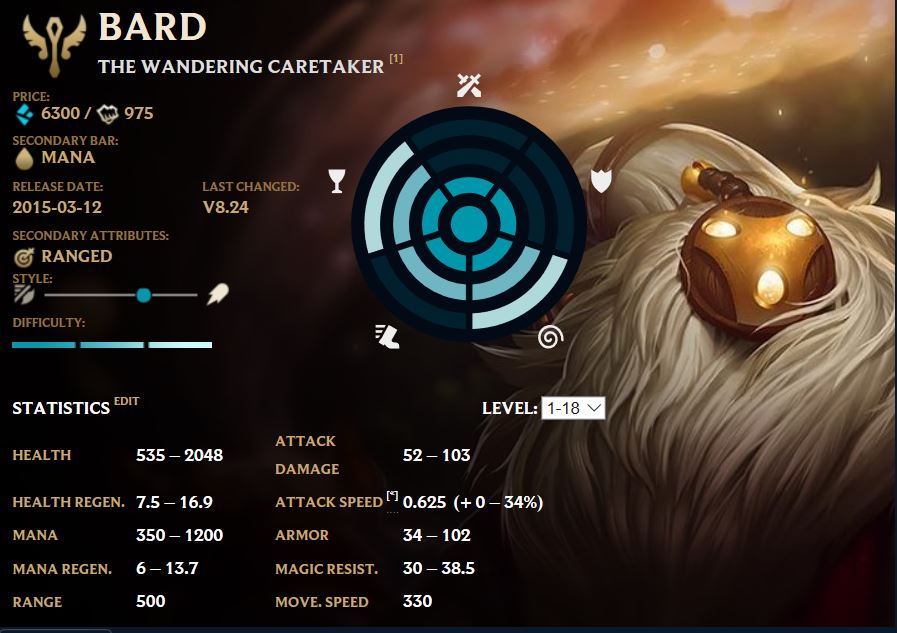 BARD
THE WANDERING CARETAKER [1]
PRICE:
6300 / 975
SECONDARY BAR:
MANA
RELEASE DATE: LAST CHANGED:
2015-03-12 V8.24
SECONDARY ATTRIBUTES:
RANGED
STYLE:
DIFFICULTY:
STATISTICS EDIT LEVEL: 1-18
HEALTH 535 – 2048 ATTACK DAMAGE 52 – 103
HEALTH REGEN. 7.5 – 16.9 ATTACK SPEED [*] 0.625 (+ 0 – 34%)
MANA 350 – 1200 ARMOR 34 – 102
MANA REGEN. 6 – 13.7 MAGIC RESIST. 30 – 38.5
RANGE 500 MOVE. SPEED 330